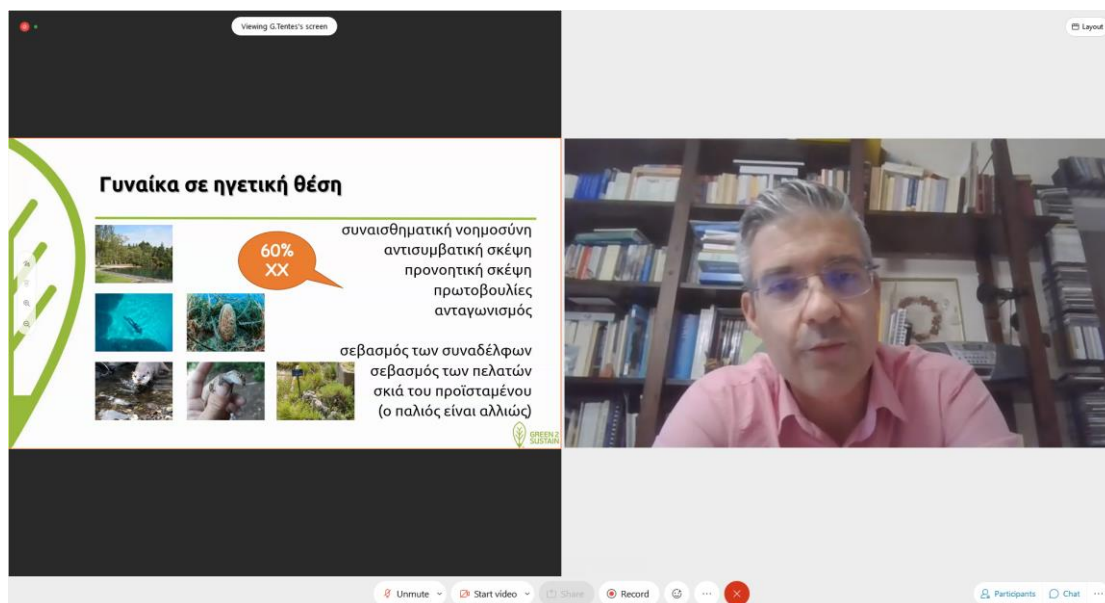 Viewing G.Tentes's screen
Layout
Γυναίκα σε ηγετική θέση
60%
XX
συναισθηματική νοημοσύνη
αντισυμβατική σκέψη
προνοητική σκέψη
πρωτοβουλίες
ανταγωνισμός
σεβασμός των συναδέλφων
σεβασμός των πελατών
σκιά του προϊσταμένου
(ο παλιός είναι αλλιώς)
GREEN 2
SUSTAIN
Unmute
Start video
Share
Record
Participants
Chat